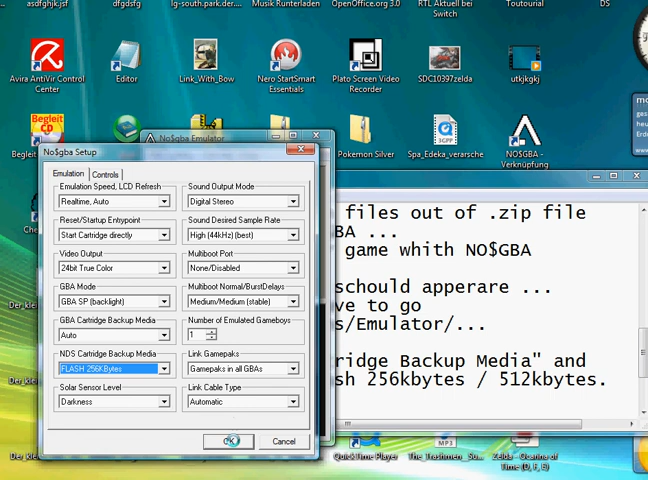 asdfghjk.jsf
dfgdsfg
lg-south.park.der....
Musik Runterladen
OpenOffice.org 3.0
RTL Aktuell bei Switch
Toutourial
DS
Avira AntiVir Control Center
Editor
Link_With_Bow
Nero StartSmart Essentials
Plato Screen Video Recorder
SDC10397zelda
utkjkgkj
Begleit CD
Begleit
Pokemon Silver
Spa_Edeka_verarsche
3GPP
NO$GBA - Verknüpfung
No$gba Emulator
No$gba Setup
Emulation
Controls
Emulation Speed, LCD Refresh
Realtime, Auto
Sound Output Mode
Digital Stereo
Reset/Startup Entrypoint
Start Cartridge directly
Sound Desired Sample Rate
High (44kHz) (best)
Video Output
24bit True Color
Multiboot Port
None/Disabled
GBA Mode
GBA SP (backlight)
Multiboot Normal/BurstDelays
Medium/Medium (stable)
GBA Cartridge Backup Media
Auto
Number of Emulated Gameboys
1
NDS Cartridge Backup Media
FLASH 256KBytes
Link Gamepaks
Gamepaks in all GBAs
Solar Sensor Level
Darkness
Link Cable Type
Automatic
OK
Cancel
files out of .zip file
BA ...
game whith NO$GBA
schould apperare ...
ve to go
s/Emulator/...
ridge Backup Media" and
sh 256kbytes / 512kbytes.
Der_kle
Der_kle
Der_kle
QuickTime Player
MP3
The_Trashmen_-_Su...
Zelda - Ocarina of Time (D, F, E)